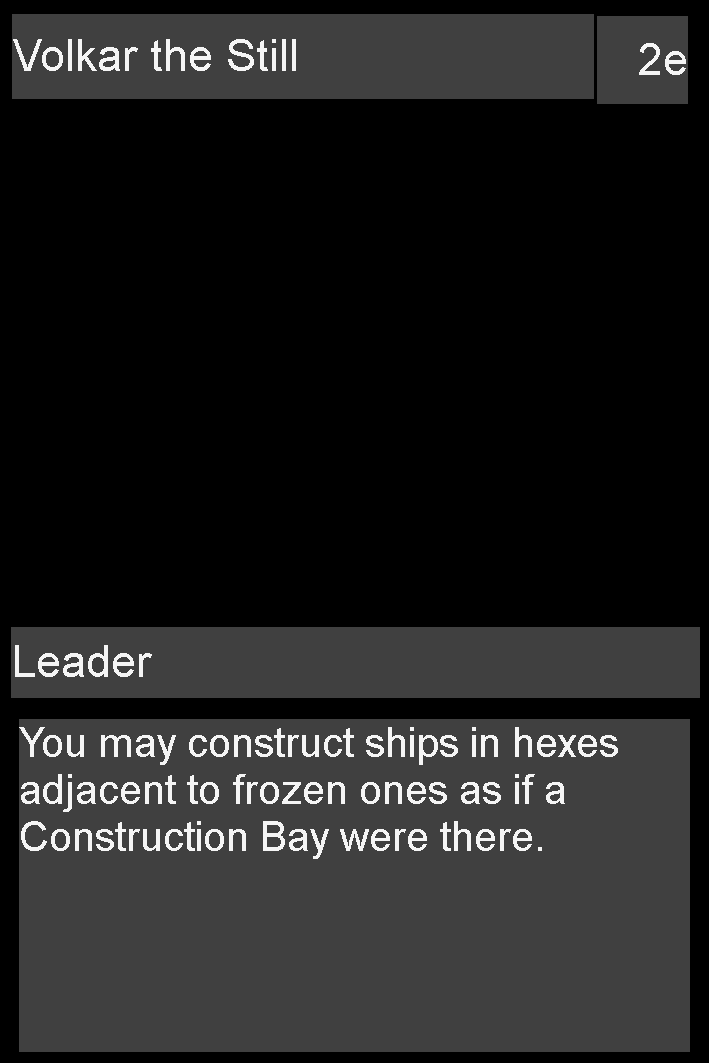 Volkar the Still
2e
Leader
You may construct ships in hexes
adjacent to frozen ones as if a
Construction Bay were there.